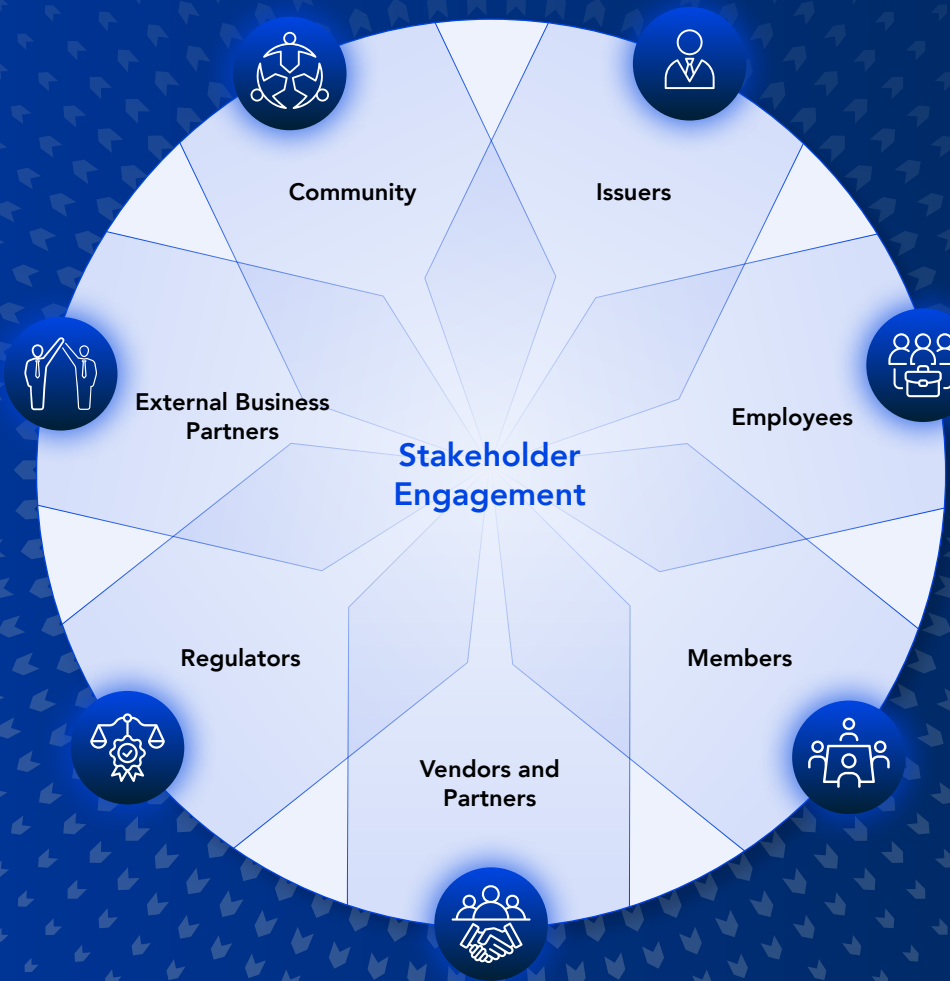 Community
Issuers
External Business
Partners
Employees
Stakeholder
Engagement
Regulators
Members
Vendors and
Partners